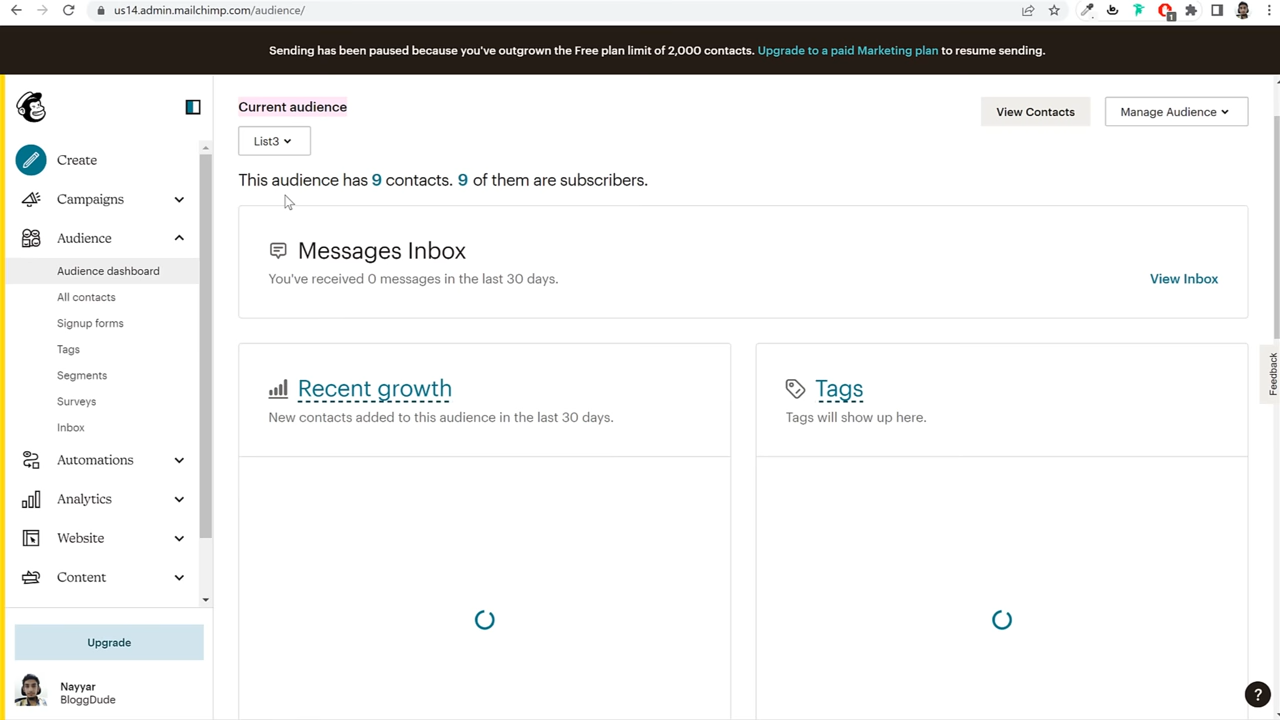 us14.admin.mailchimp.com/audience/
1
Sending has been paused because you've outgrown the Free plan limit of 2,000 contacts. Upgrade to a paid Marketing plan to resume sending.
Current audience
View Contacts
Manage Audience
List3
This audience has 9 contacts. 9 of them are subscribers.
Create
Campaigns
Audience
Audience dashboard
All contacts
Signup forms
Tags
Segments
Surveys
Inbox
Automations
Analytics
Website
Content
Upgrade
Nayyar
BloggDude
Messages Inbox
You've received 0 messages in the last 30 days.
View Inbox
Recent growth
New contacts added to this audience in the last 30 days.
Tags
Tags will show up here.
Feedback
?